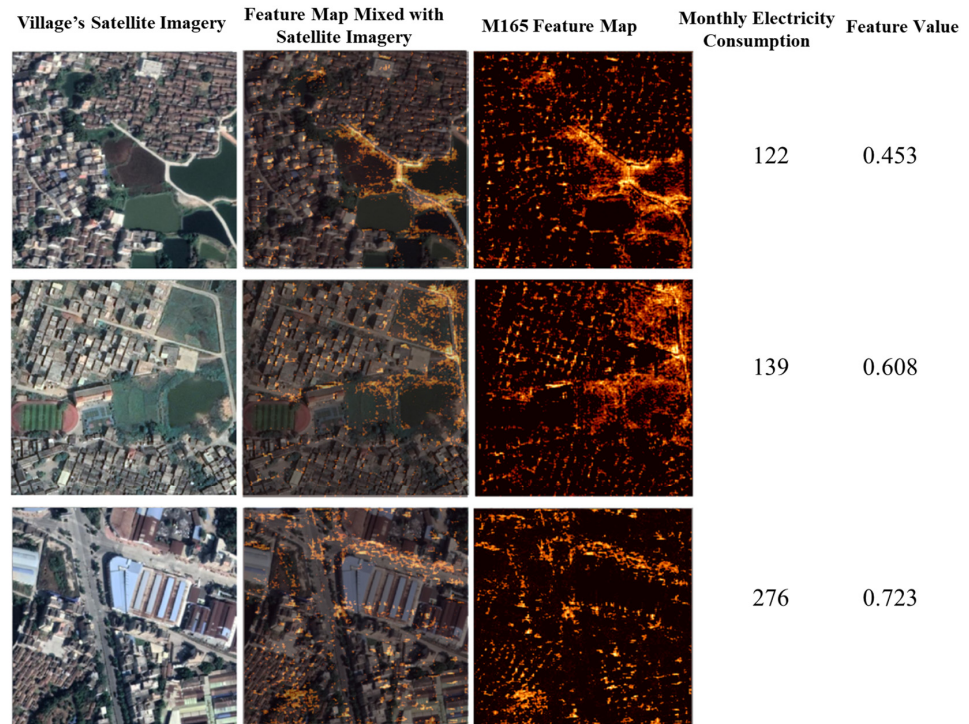 Village's Satellite Imagery
Feature Map Mixed with
Satellite Imagery
M165 Feature Map
Monthly Electricity
Consumption
Feature Value
122
0.453
139
0.608
276
0.723